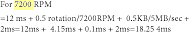 For 7200 RPM
=12 ms + 0.5 rotation/7200RPM + 0.5KB/5MB/sec +
2ms=12ms + 4.15ms + 0.1ms + 2ms=18.25 4ms